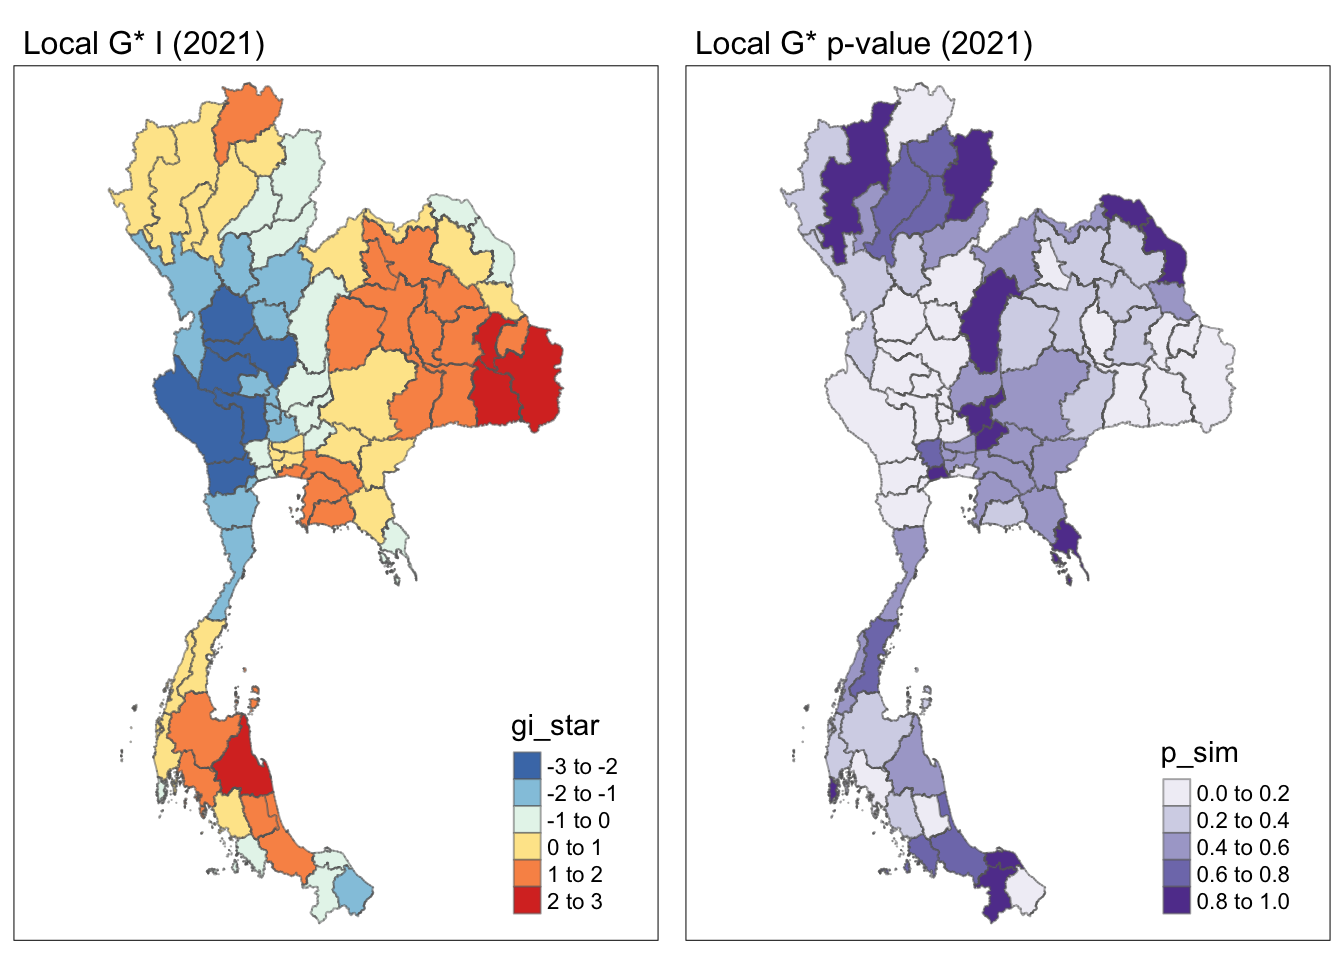 Local G* I (2021)
Local G* p-value (2021)
gi_star
-3 to -2
-2 to -1
-1 to 0
0 to 1
1 to 2
2 to 3
p_sim
0.0 to 0.2
0.2 to 0.4
0.4 to 0.6
0.6 to 0.8
0.8 to 1.0